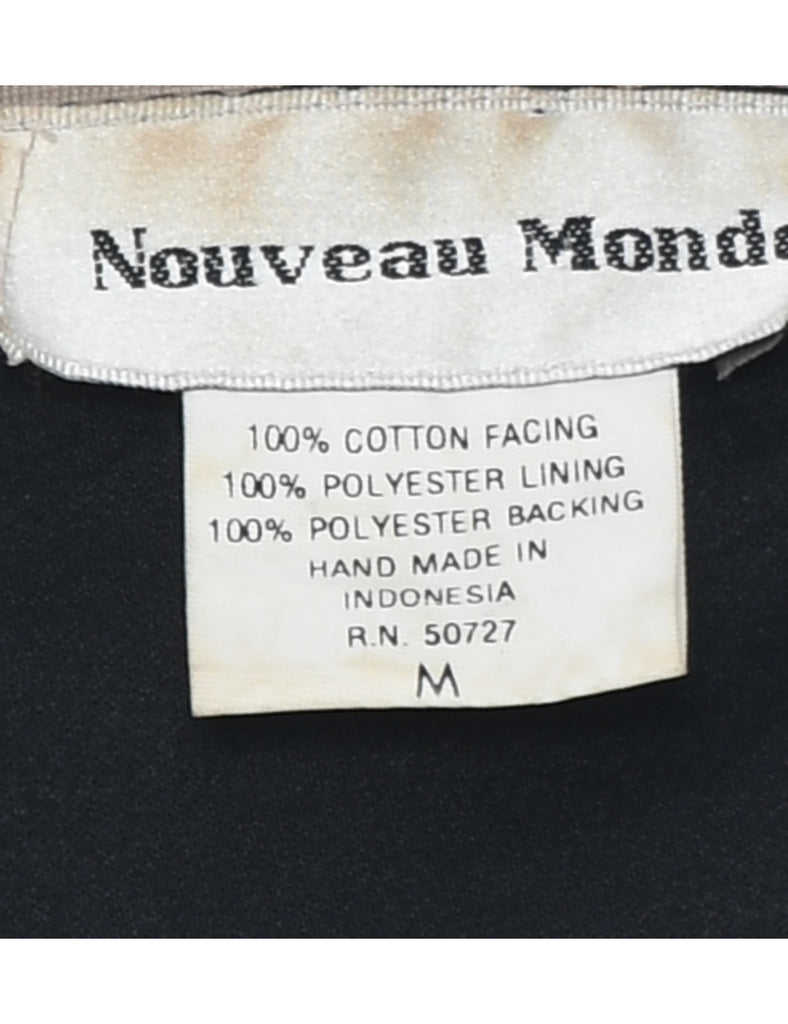 Nouveau Monde
100% COTTON FACING
100% POLYESTER LINING
100% POLYESTER BACKING
HAND MADE IN
INDONESIA
R.N. 50727
M